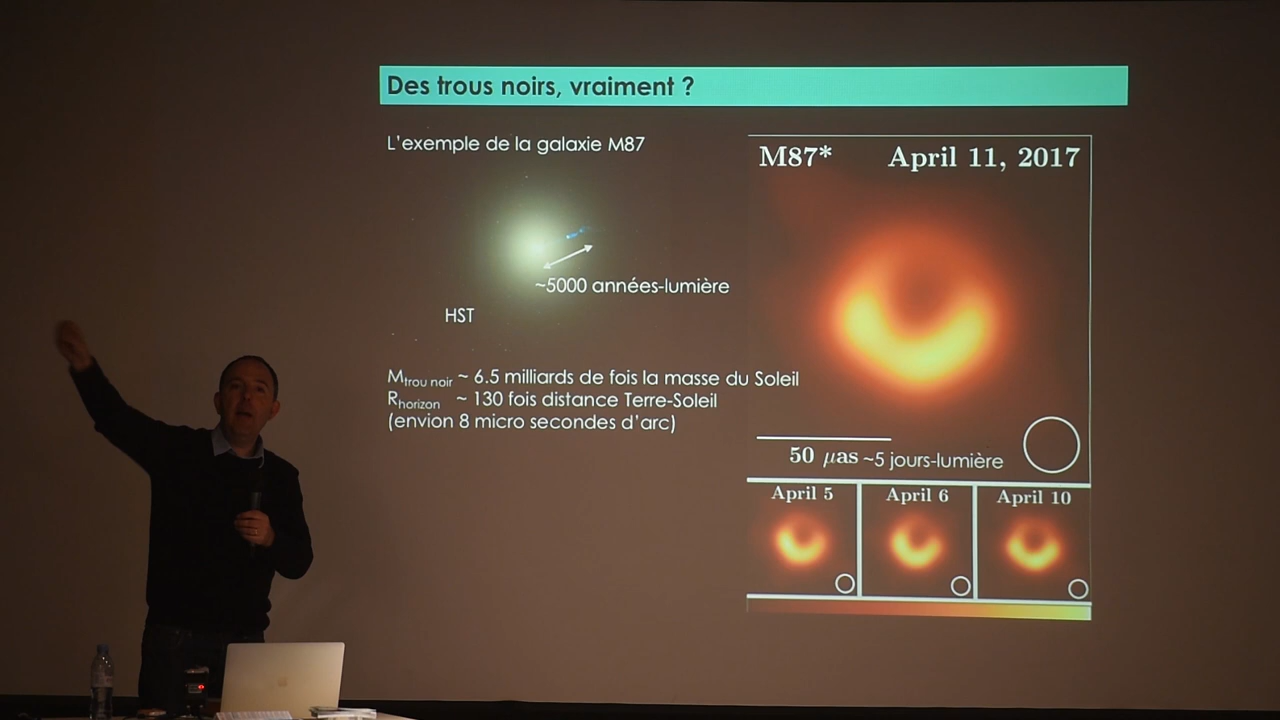 Des trous noirs, vraiment ?
L'exemple de la galaxie M87
~5000 années-lumière
HST
M_trou noir ~ 6.5 milliards de fois la masse du Soleil
R_horizon ~ 130 fois distance Terre-Soleil
(envion 8 micro secondes d'arc)
M87* April 11, 2017
50 μas ~5 jours-lumière
April 5 April 6 April 10